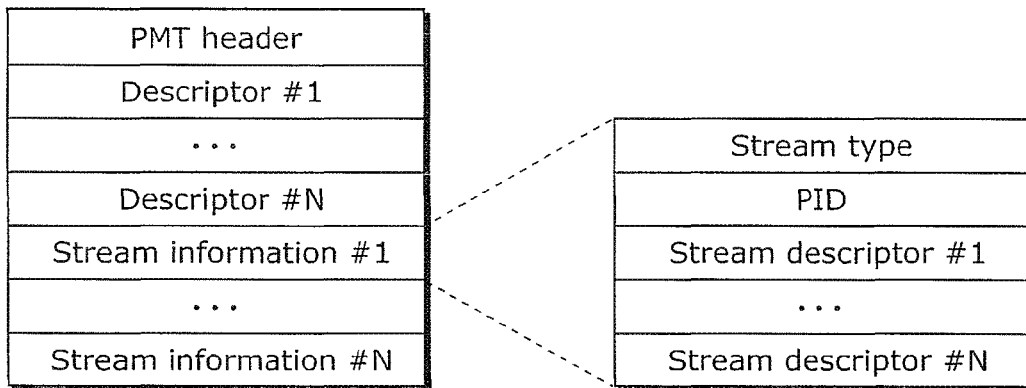 PMT header
Descriptor #1
...
Descriptor #N
Stream information #1
...
Stream information #N
Stream type
PID
Stream descriptor #1
...
Stream descriptor #N